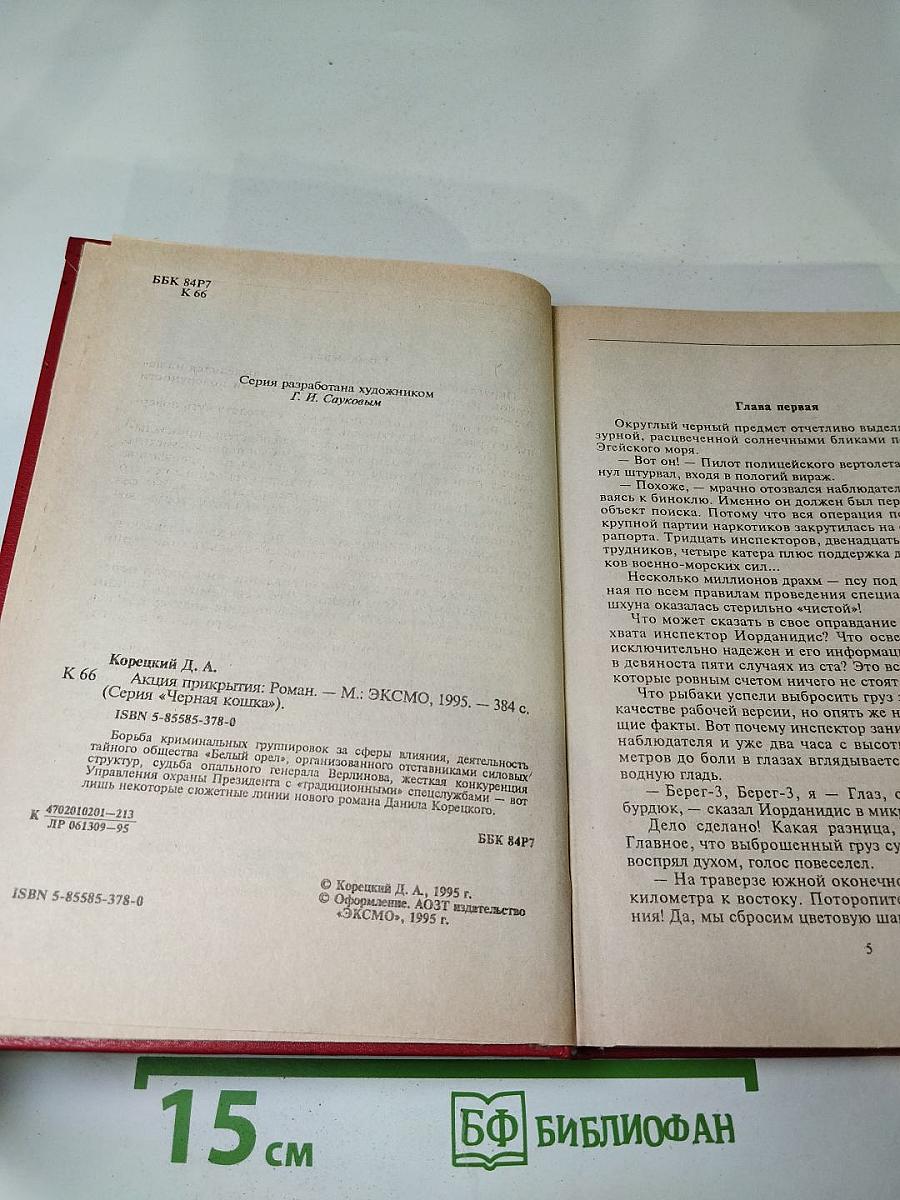 ББК 84Р7
К 66
Серия разработана художником
Г. И. Сауковым
Корецкий Д. А.
К 66 Акция прикрытия: Роман. — М.: ЭКСМО, 1995. — 384 с.
(Серия «Черная кошка»).
ISBN 5-85585-378-0
Борьба криминальных группировок за сферы влияния, деятельность
тайного общества «Белый орел», организованного отставниками силовых
структур, судьба опального генерала Верлинова, жесткая конкуренция
Управления охраны Президента с «традиционными» спецслужбами — вот
лишь некоторые сюжетные линии нового романа Данила Корецкого.
К 4702010201—213
ЛР 061309—95
ББК 84Р7
ISBN 5-85585-378-0
© Корецкий Д. А., 1995 г.
© Оформление. АОЗТ издательство
«ЭКСМО», 1995 г.
Глава первая
Округлый черный предмет отчетливо выделя
зурной, расцвеченной солнечными бликами по
Эгейского моря.
— Вот он! — Пилот полицейского вертолета
нул штурвал, входя в пологий вираж.
— Похоже, — мрачно отозвался наблюдател
ваясь к биноклю. Именно он должен был пер
объект поиска. Потому что вся операция по
крупной партии наркотиков закрутилась на
рапорта. Тридцать инспекторов, двенадцать
трудников, четыре катера плюс поддержка д
ков военно-морских сил...
Несколько миллионов драхм — псу под
ная по всем правилам проведения специа
шхуна оказалась стерильно «чистой»!
Что может сказать в свое оправдание
хвата инспектор Иорданидис? Что осве
исключительно надежен и его информац
в девяноста пяти случаях из ста? Это вс
которые ровным счетом ничего не стоят
Что рыбаки успели выбросить груз
качестве рабочей версии, но опять же н
щие факты. Вот почему инспектор зани
наблюдателя и уже два часа с высот
метров до боли в глазах вглядывается
водную гладь.
— Берег-3, Берег-3, я — Глаз, с
бурдюк, — сказал Иорданидис в мик
Дело сделано! Какая разница,
Главное, что выброшенный груз су
воспрял духом, голос повеселел.
— На траверзе южной оконечно
километра к востоку. Поторопите
ния! Да, мы сбросим цветовую ша
5
15 см
БФ БИБЛИОФАН